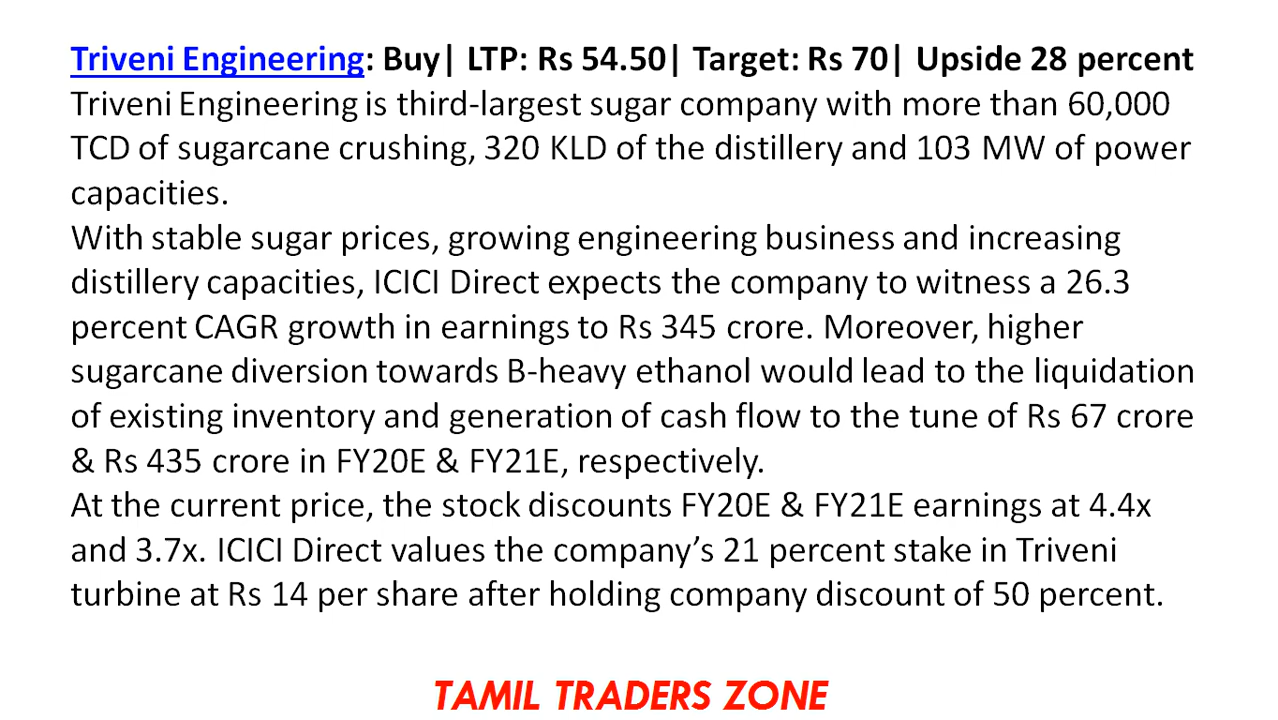 Triveni Engineering: Buy| LTP: Rs 54.50| Target: Rs 70| Upside 28 percent
Triveni Engineering is third-largest sugar company with more than 60,000
TCD of sugarcane crushing, 320 KLD of the distillery and 103 MW of power
capacities.
With stable sugar prices, growing engineering business and increasing
distillery capacities, ICICI Direct expects the company to witness a 26.3
percent CAGR growth in earnings to Rs 345 crore. Moreover, higher
sugarcane diversion towards B-heavy ethanol would lead to the liquidation
of existing inventory and generation of cash flow to the tune of Rs 67 crore
& Rs 435 crore in FY20E & FY21E, respectively.
At the current price, the stock discounts FY20E & FY21E earnings at 4.4x
and 3.7x. ICICI Direct values the company’s 21 percent stake in Triveni
turbine at Rs 14 per share after holding company discount of 50 percent.
TAMIL TRADERS ZONE